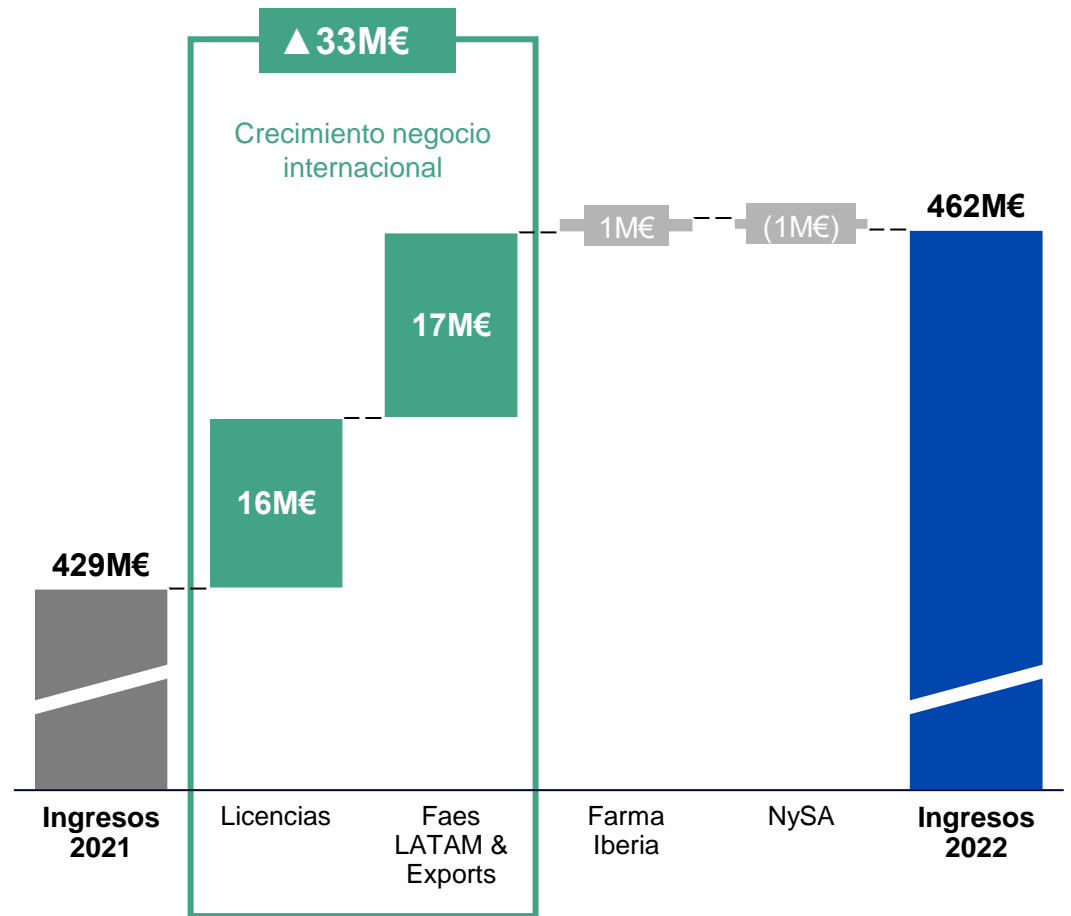 ▲33M€
Crecimiento negocio
internacional
462M€
1M€
(1M€)
17M€
16M€
429M€
Ingresos
2021
Licencias
Faes
LATAM &
Exports
Farma
Iberia
NySA
Ingresos
2022